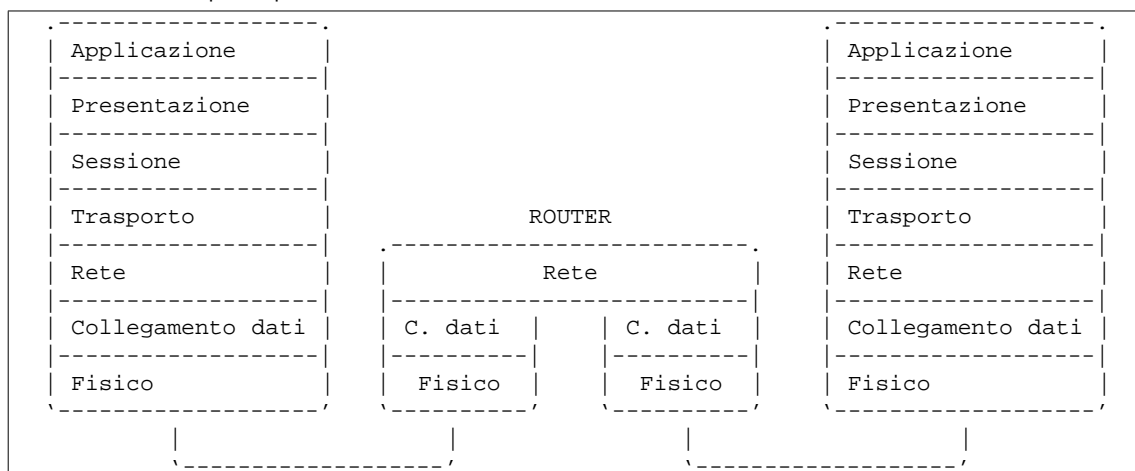 Applicazione Applicazione
Presentazione Presentazione
Sessione Sessione
Trasporto ROUTER Trasporto
Rete Rete Rete
Collegamento dati C. dati C. dati Collegamento dati
Fisico Fisico Fisico Fisico